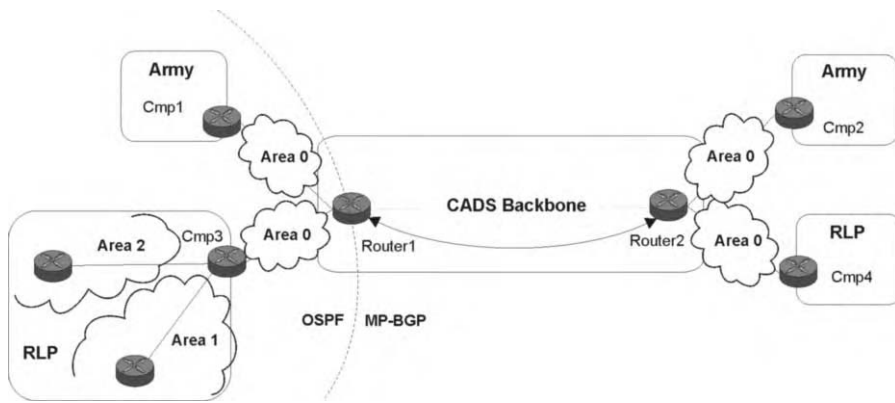 Army
Cmp1
Area 0
Army
Cmp2
Area 0
CADS Backbone
Area 2
Cmp3
Area 0
Router1
Router2
Area 0
RLP
Cmp4
OSPF MP-BGP
Area 1
RLP